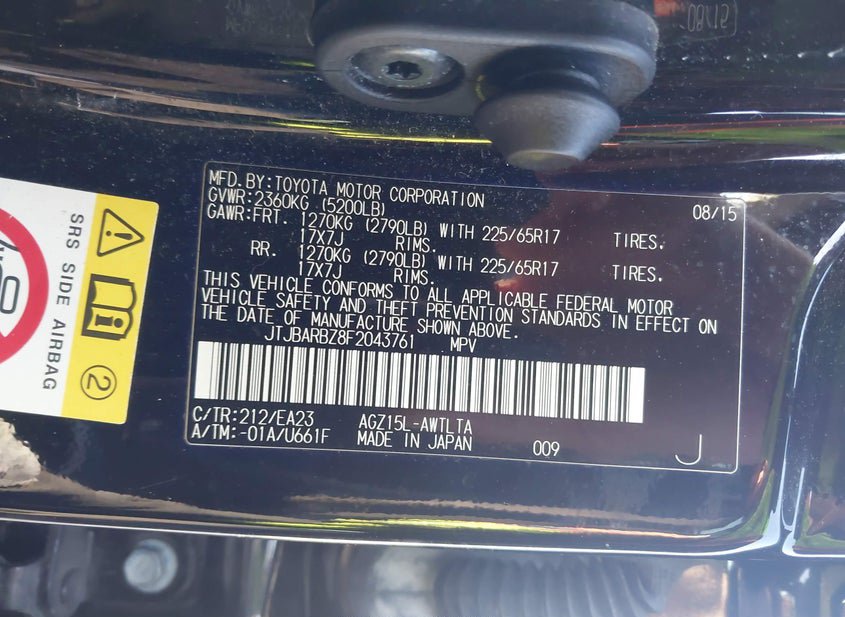 08/15
MFD.BY:TOYOTA MOTOR CORPORATION 08/15
GVWR:2360KG (5200LB)
GAWR:FRT. 1270KG (2790LB) WITH 225/65R17 TIRES.
17X7J RIMS.
RR. 1270KG (2790LB) WITH 225/65R17 TIRES.
17X7J RIMS.
THIS VEHICLE CONFORMS TO ALL APPLICABLE FEDERAL MOTOR
VEHICLE SAFETY AND THEFT PREVENTION STANDARDS IN EFFECT ON
THE DATE OF MANUFACTURE SHOWN ABOVE.
JTJBARBZ8F2043761 MPV
C/TR:212/EA23 AGZ15L-AWTLTA
A/TM:-01A/U661F MADE IN JAPAN 009 J
SRS SIDE AIRBAG
2